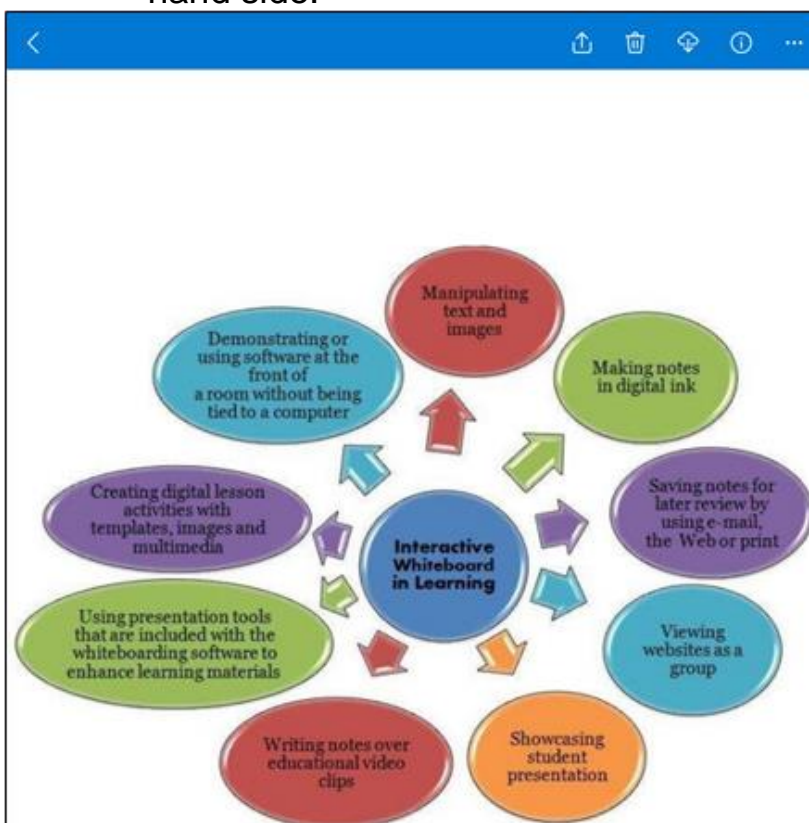 hand side.
Manipulating
text and
images
Making notes
in digital ink
Saving notes for
later review by
using e-mail,
the Web or print
Viewing
websites as a
group
Showcasing
student
presentation
Writing notes over
educational video
clips
Using presentation tools
that are included with the
whiteboarding software to
enhance learning materials
Creating digital lesson
activities with
templates, images and
multimedia
Demonstrating or
using software at the
front of
a room without being
tied to a computer
Interactive
Whiteboard
in Learning